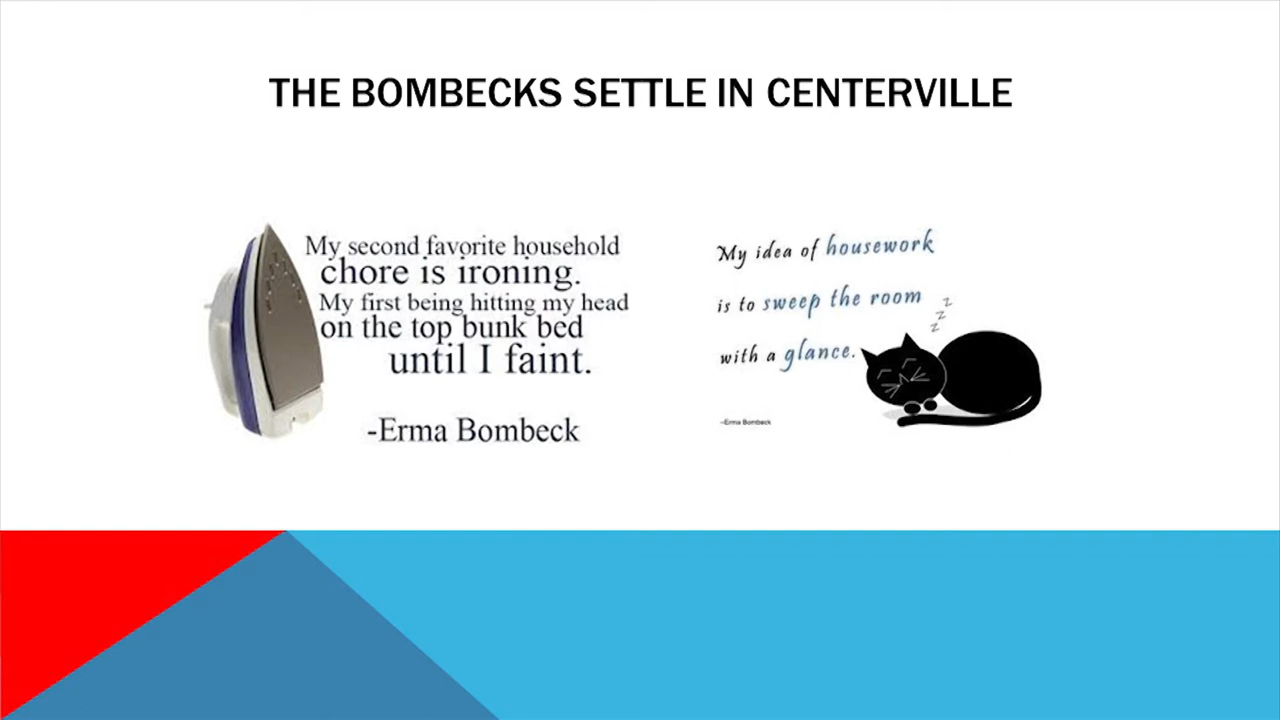 THE BOMBECKS SETTLE IN CENTERVILLE
My second favorite household
chore is ironing.
My first being hitting my head
on the top bunk bed
until I faint.
-Erma Bombeck
My idea of housework
is to sweep the room
with a glance.
z
z
z
~Erma Bombeck